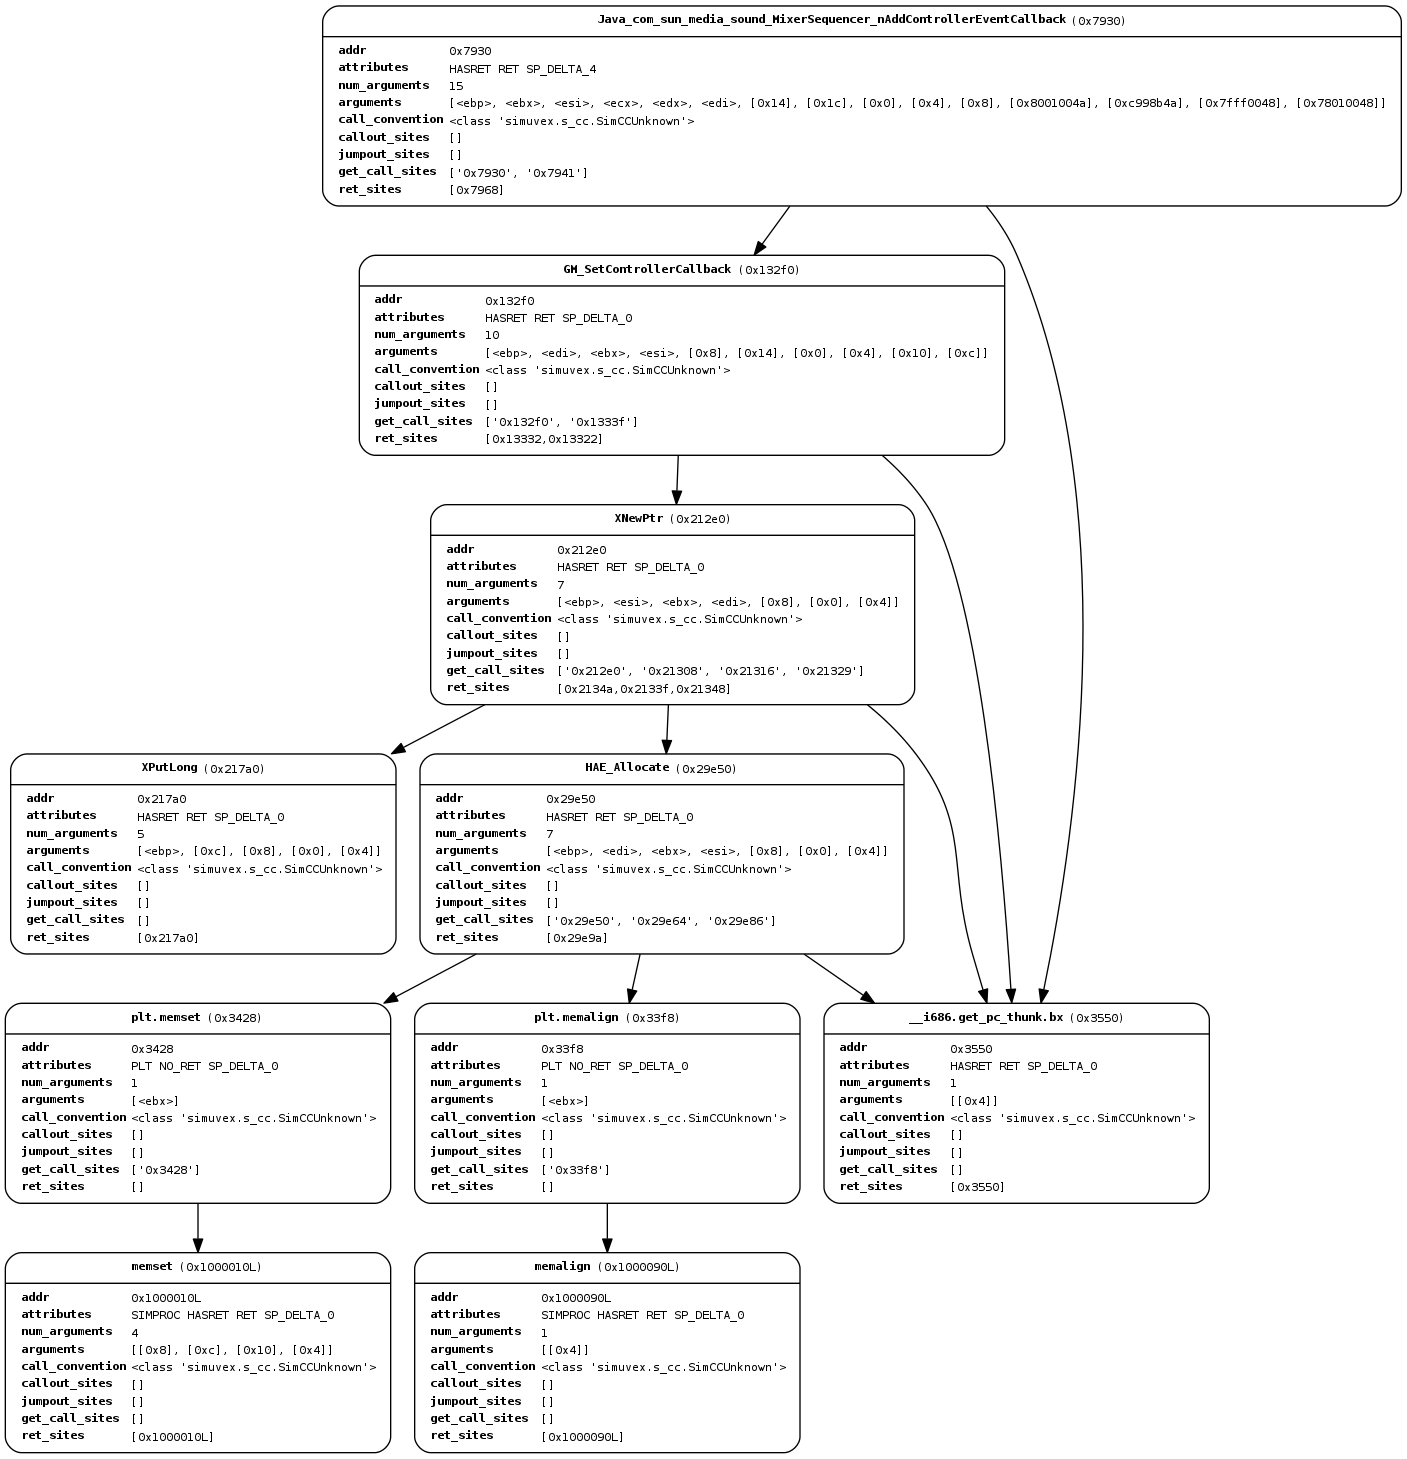 Java_com_sun_media_sound_MixerSequencer_nAddControllerEventCallback (0x7930)
addr 0x7930
attributes HASRET RET SP_DELTA_4
num_arguments 15
arguments [<ebp>, <ebx>, <esi>, <ecx>, <edx>, <edi>, [0x14], [0x1c], [0x0], [0x4], [0x8], [0x8001004a], [0xc998b4a], [0x7fff0048], [0x78010048]]
call_convention <class 'simuvex.s_cc.SimCCUnknown'>
callout_sites []
jumpout_sites []
get_call_sites ['0x7930', '0x7941']
ret_sites [0x7968]
GM_SetControllerCallback (0x132f0)
addr 0x132f0
attributes HASRET RET SP_DELTA_0
num_arguments 10
arguments [<ebp>, <edi>, <ebx>, <esi>, [0x8], [0x14], [0x0], [0x4], [0x10], [0xc]]
call_convention <class 'simuvex.s_cc.SimCCUnknown'>
callout_sites []
jumpout_sites []
get_call_sites ['0x132f0', '0x1333f']
ret_sites [0x13332,0x13322]
XNewPtr (0x212e0)
addr 0x212e0
attributes HASRET RET SP_DELTA_0
num_arguments 7
arguments [<ebp>, <esi>, <ebx>, <edi>, [0x8], [0x0], [0x4]]
call_convention <class 'simuvex.s_cc.SimCCUnknown'>
callout_sites []
jumpout_sites []
get_call_sites ['0x212e0', '0x21308', '0x21316', '0x21329']
ret_sites [0x2134a,0x2133f,0x21348]
XPutLong (0x217a0)
addr 0x217a0
attributes HASRET RET SP_DELTA_0
num_arguments 5
arguments [<ebp>, [0xc], [0x8], [0x0], [0x4]]
call_convention <class 'simuvex.s_cc.SimCCUnknown'>
callout_sites []
jumpout_sites []
get_call_sites []
ret_sites [0x217a0]
HAE_Allocate (0x29e50)
addr 0x29e50
attributes HASRET RET SP_DELTA_0
num_arguments 7
arguments [<ebp>, <edi>, <ebx>, <esi>, [0x8], [0x0], [0x4]]
call_convention <class 'simuvex.s_cc.SimCCUnknown'>
callout_sites []
jumpout_sites []
get_call_sites ['0x29e50', '0x29e64', '0x29e86']
ret_sites [0x29e9a]
plt.memset (0x3428)
addr 0x3428
attributes PLT NO_RET SP_DELTA_0
num_arguments 1
arguments [<ebx>]
call_convention <class 'simuvex.s_cc.SimCCUnknown'>
callout_sites []
jumpout_sites []
get_call_sites ['0x3428']
ret_sites []
plt.memalign (0x33f8)
addr 0x33f8
attributes PLT NO_RET SP_DELTA_0
num_arguments 1
arguments [<ebx>]
call_convention <class 'simuvex.s_cc.SimCCUnknown'>
callout_sites []
jumpout_sites []
get_call_sites ['0x33f8']
ret_sites []
__i686.get_pc_thunk.bx (0x3550)
addr 0x3550
attributes HASRET RET SP_DELTA_0
num_arguments 1
arguments [[0x4]]
call_convention <class 'simuvex.s_cc.SimCCUnknown'>
callout_sites []
jumpout_sites []
get_call_sites []
ret_sites [0x3550]
memset (0x1000010L)
addr 0x1000010L
attributes SIMPROC HASRET RET SP_DELTA_0
num_arguments 4
arguments [[0x8], [0xc], [0x10], [0x4]]
call_convention <class 'simuvex.s_cc.SimCCUnknown'>
callout_sites []
jumpout_sites []
get_call_sites []
ret_sites [0x1000010L]
memalign (0x1000090L)
addr 0x1000090L
attributes SIMPROC HASRET RET SP_DELTA_0
num_arguments 1
arguments [[0x4]]
call_convention <class 'simuvex.s_cc.SimCCUnknown'>
callout_sites []
jumpout_sites []
get_call_sites []
ret_sites [0x1000090L]